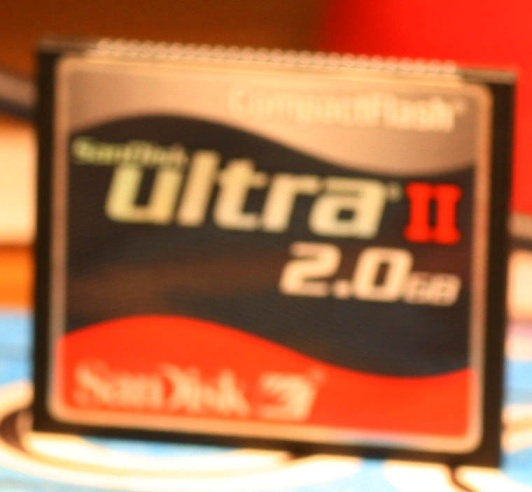 CompactFlash
SanDisk
ultra II
2.0GB
SanDisk